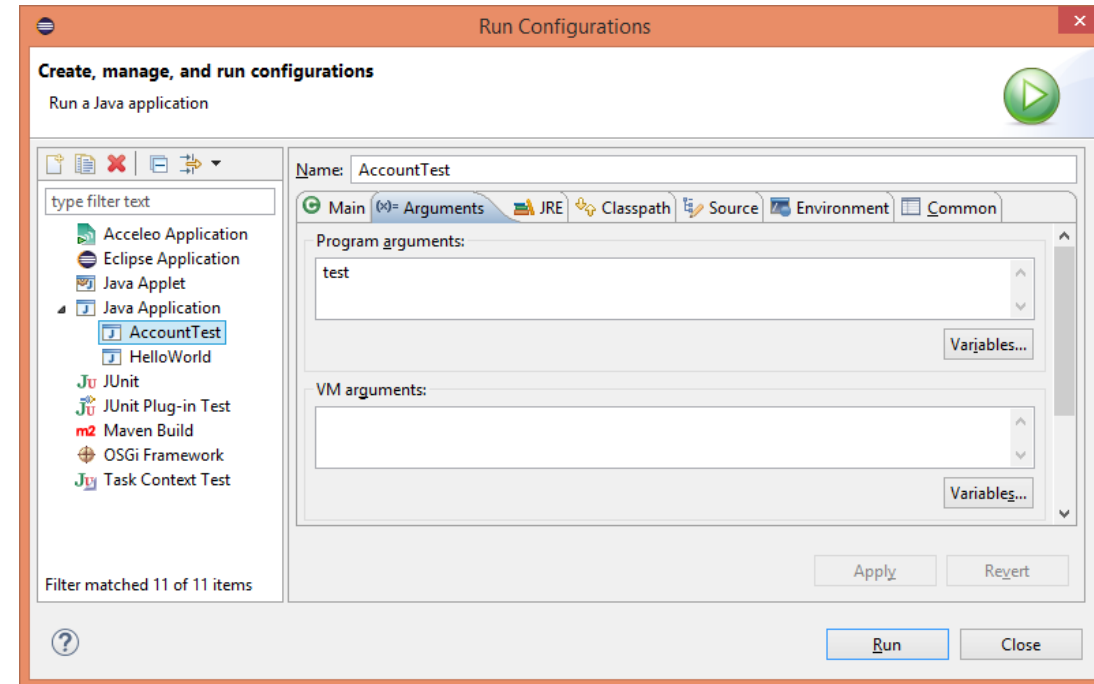 Run Configurations
Create, manage, and run configurations
Run a Java application
type filter text
Acceleo Application
Eclipse Application
Java Applet
Java Application
AccountTest
HelloWorld
Ju JUnit
JUnit Plug-in Test
m2 Maven Build
OSGi Framework
Task Context Test
Filter matched 11 of 11 items
Name: AccountTest
Main (x)= Arguments JRE Classpath Source Environment Common
Program arguments:
test
Variables...
VM arguments:
Variables...
Apply Revert
Run Close